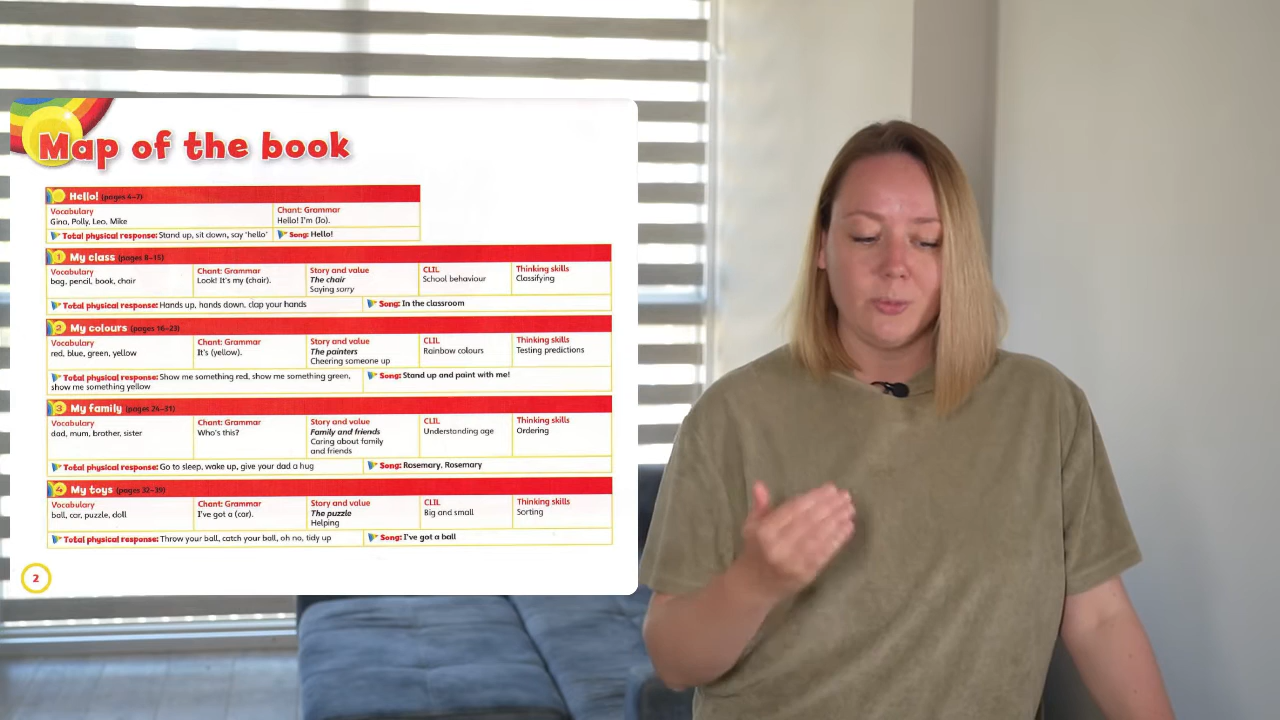 Map of the book
Hello! (pages 4–7)
Vocabulary
Gina, Polly, Leo, Mike
Chant: Grammar
Hello! I'm (Jo).
Total physical response: Stand up, sit down, say 'hello'
Song: Hello!
1 My class (pages 8–15)
Vocabulary
bag, pencil, book, chair
Chant: Grammar
Look! It's my (chair).
Story and value
The chair
Saying sorry
CLIL
School behaviour
Thinking skills
Classifying
Total physical response: Hands up, hands down, clap your hands
Song: In the classroom
2 My colours (pages 16–23)
Vocabulary
red, blue, green, yellow
Chant: Grammar
It's (yellow).
Story and value
The painters
Cheering someone up
CLIL
Rainbow colours
Thinking skills
Testing predictions
Total physical response: Show me something red, show me something green,
show me something yellow
Song: Stand up and paint with me!
3 My family (pages 24–31)
Vocabulary
dad, mum, brother, sister
Chant: Grammar
Who's this?
Story and value
Family and friends
Caring about family
and friends
CLIL
Understanding age
Thinking skills
Ordering
Total physical response: Go to sleep, wake up, give your dad a hug
Song: Rosemary, Rosemary
4 My toys (pages 32–39)
Vocabulary
ball, car, puzzle, doll
Chant: Grammar
I've got a (car).
Story and value
The puzzle
Helping
CLIL
Big and small
Thinking skills
Sorting
Total physical response: Throw your ball, catch your ball, oh no, tidy up
Song: I've got a ball
2